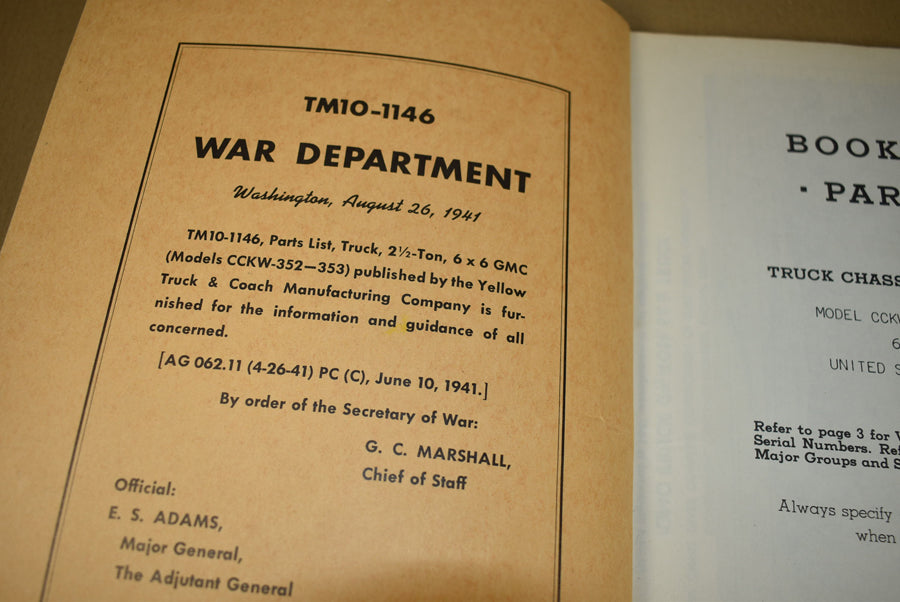 TM10-1146
WAR DEPARTMENT
Washington, August 26, 1941
TM10-1146, Parts List, Truck, 2½-Ton, 6 x 6 GMC
(Models CCKW-352—353) published by the Yellow
Truck & Coach Manufacturing Company is fur-
nished for the information and guidance of all
concerned.
[AG 062.11 (4-26-41) PC (C), June 10, 1941.]
By order of the Secretary of War:
G. C. MARSHALL,
Chief of Staff
Official:
E. S. ADAMS,
Major General,
The Adjutant General
BOOK
· PAR
TRUCK CHASS
MODEL CCK
6
UNITED S
Refer to page 3 for
Serial Numbers. Ref
Major Groups and S
Always specify
when